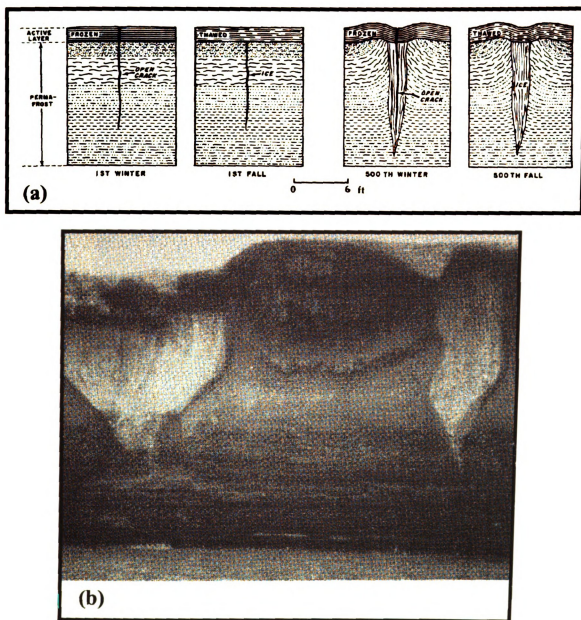 ACTIVE LAYER
PERMA-FROST
FROZEN
OPEN CRACK
1ST WINTER
THAWED
ICE
1ST FALL
FROZEN
OPEN CRACK
500TH WINTER
THAWED
ICE
500TH FALL
0 6 ft
(a)
(b)